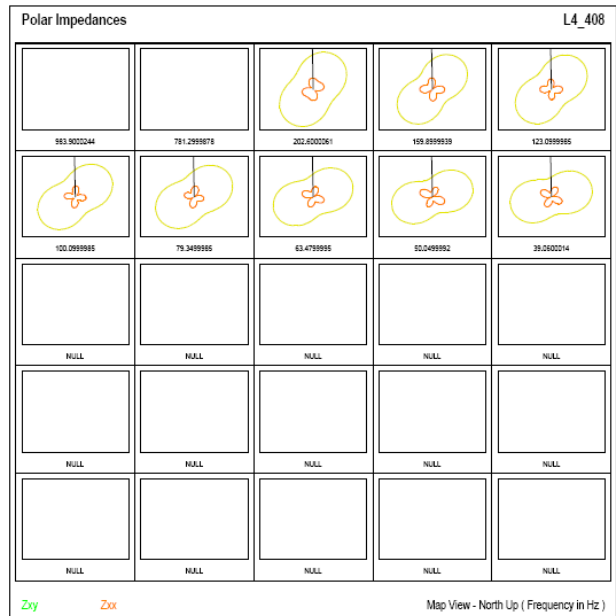 Polar Impedances L4_408
983.9000244 781.2999878 202.6000061 159.8999939 123.0999985
100.0999985 79.3499985 63.4799995 50.0499992 39.0600014
NULL NULL NULL NULL NULL
NULL NULL NULL NULL NULL
NULL NULL NULL NULL NULL
Zxy Zxx Map View - North Up ( Frequency in Hz )